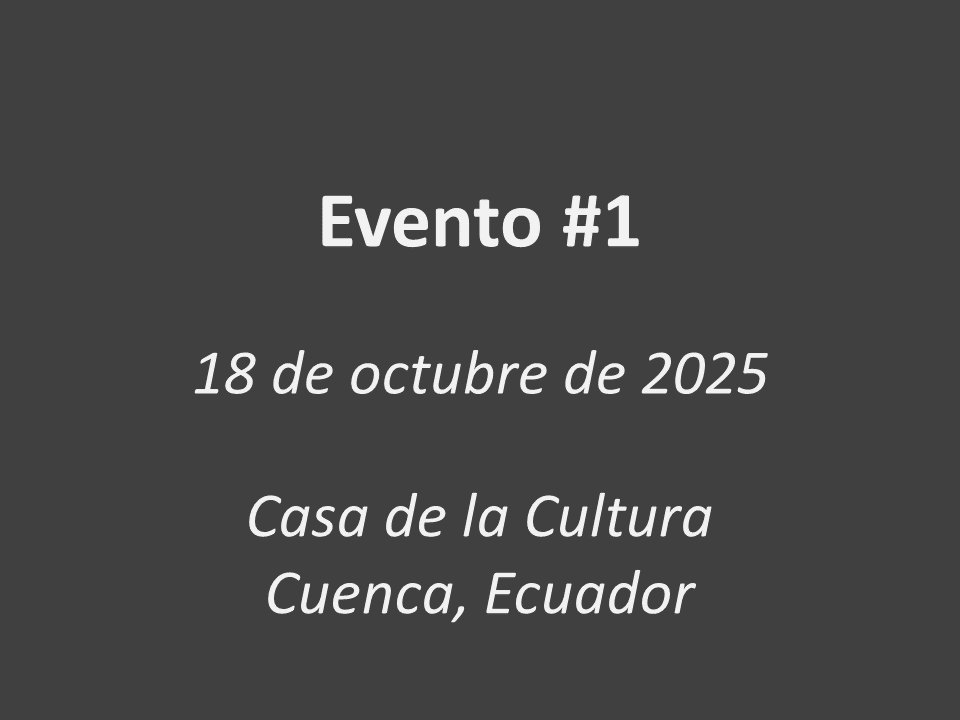 Evento #1
18 de octubre de 2025
Casa de la Cultura
Cuenca, Ecuador